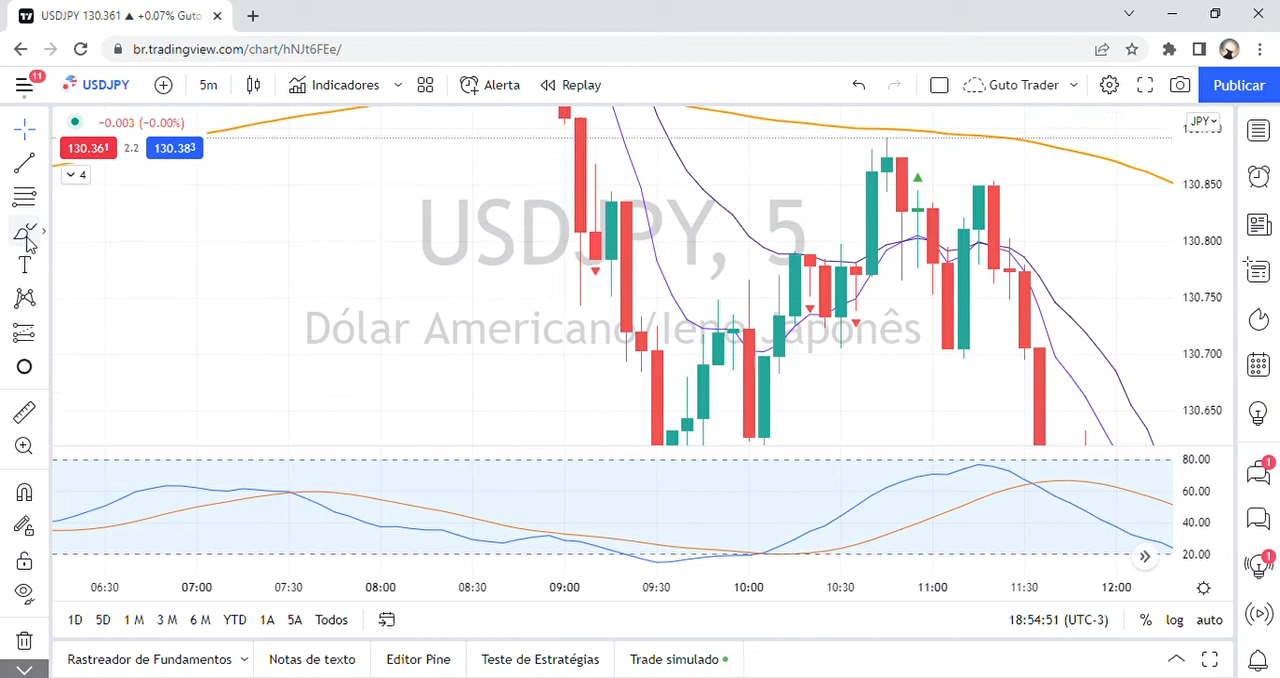 USDJPY 130.361 ▲ +0.07% Guto
br.tradingview.com/chart/hNJt6FEe/
11
USDJPY
5m
Indicadores
Alerta
Replay
Guto Trader
Publicar
−0.003 (−0.00%)
JPY
130.361 2.2 130.383
4
USDJPY, 5
Dólar Americano/Iene Japonês
130.850
130.800
130.750
130.700
130.650
80.00
60.00
40.00
20.00
1
1
06:30 07:00 07:30 08:00 08:30 09:00 09:30 10:00 10:30 11:00 11:30 12:00
1D 5D 1 M 3 M 6 M YTD 1A 5A Todos 18:54:51 (UTC-3) % log auto
Rastreador de Fundamentos Notas de texto Editor Pine Teste de Estratégias Trade simulado